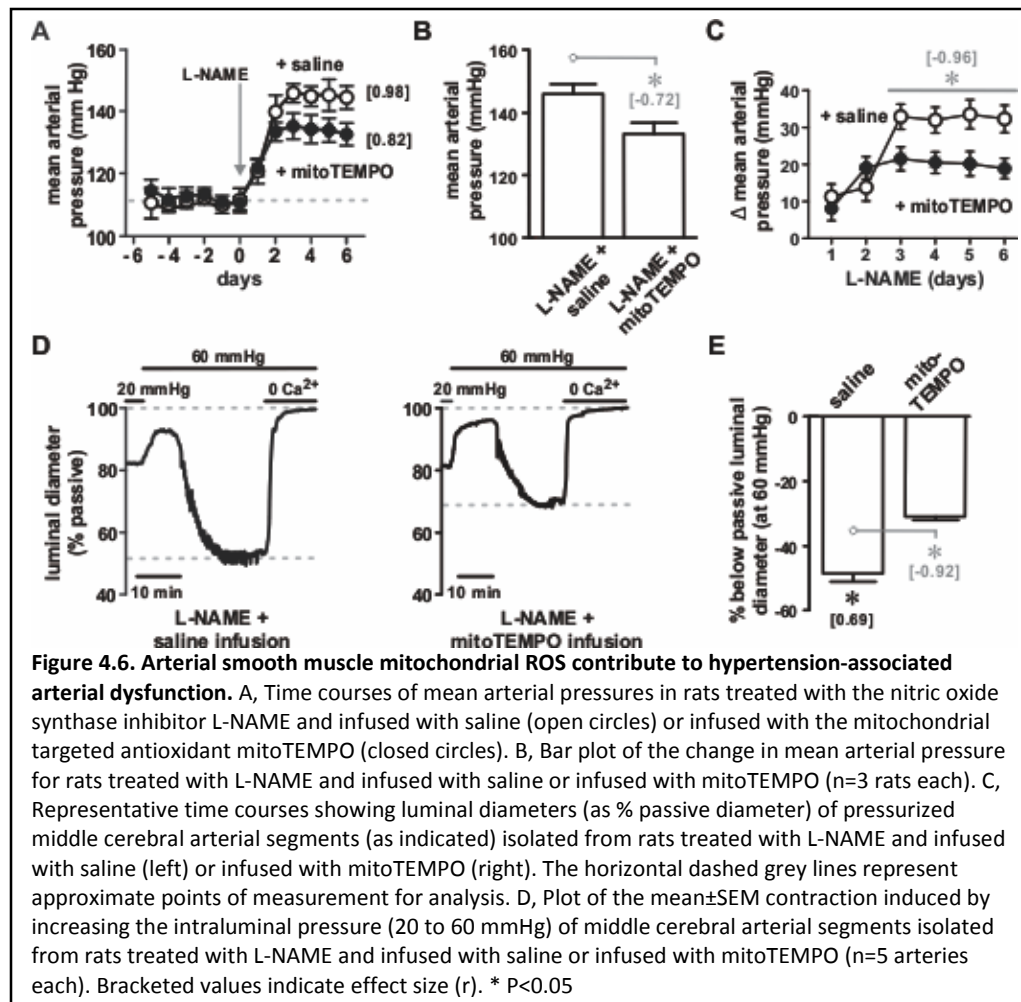 A
160
140
120
100
mean arterial
pressure (mm Hg)
L-NAME
+ saline
[0.98]
[0.82]
+ mitoTEMPO
-6 -4 -2 0 2 4 6
days
B
160
140
120
100
mean arterial
pressure (mmHg)
*
[-0.72]
L-NAME +
saline
L-NAME +
mitoTEMPO
C
[-0.96]
*
40
30
20
10
0
Δ mean arterial
pressure (mm Hg)
+ saline
+ mitoTEMPO
1 2 3 4 5 6
L-NAME (days)
D
60 mmHg
20 mmHg
0 Ca2+
100
80
60
40
luminal diameter
(% passive)
10 min
L-NAME +
saline infusion
60 mmHg
20 mmHg
0 Ca2+
100
80
60
40
10 min
L-NAME +
mitoTEMPO infusion
E
saline
mito-
TEMPO
0
-20
-40
-60
% below passive luminal
diameter (at 60 mmHg)
*
[-0.92]
*
[0.69]
Figure 4.6. Arterial smooth muscle mitochondrial ROS contribute to hypertension-associated
arterial dysfunction. A, Time courses of mean arterial pressures in rats treated with the nitric oxide
synthase inhibitor L-NAME and infused with saline (open circles) or infused with the mitochondrial
targeted antioxidant mitoTEMPO (closed circles). B, Bar plot of the change in mean arterial pressure
for rats treated with L-NAME and infused with saline or infused with mitoTEMPO (n=3 rats each). C,
Representative time courses showing luminal diameters (as % passive diameter) of pressurized
middle cerebral arterial segments (as indicated) isolated from rats treated with L-NAME and infused
with saline (left) or infused with mitoTEMPO (right). The horizontal dashed grey lines represent
approximate points of measurement for analysis. D, Plot of the mean±SEM contraction induced by
increasing the intraluminal pressure (20 to 60 mmHg) of middle cerebral arterial segments isolated
from rats treated with L-NAME and infused with saline or infused with mitoTEMPO (n=5 arteries
each). Bracketed values indicate effect size (r). * P<0.05